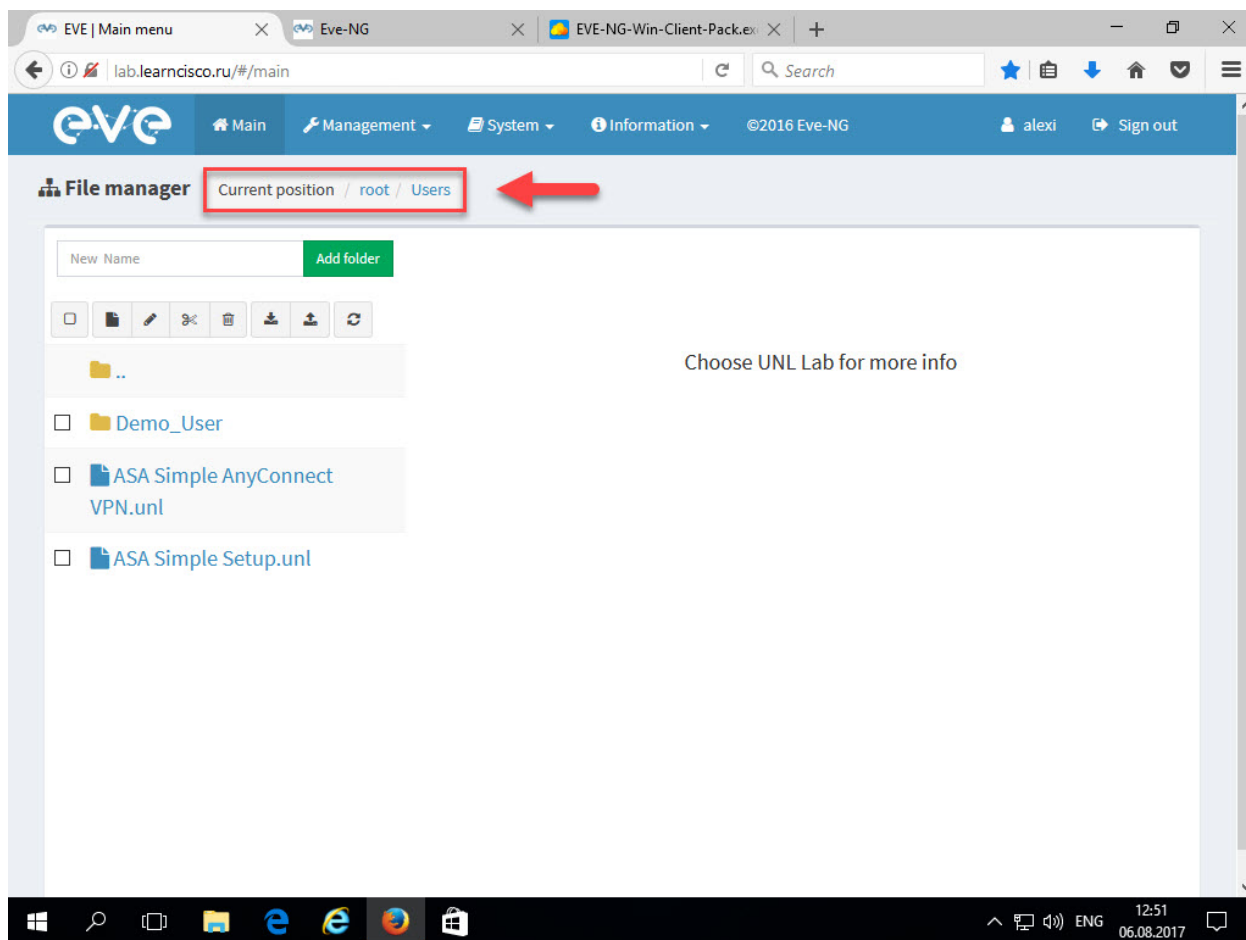 EVE | Main menu
Eve-NG
EVE-NG-Win-Client-Pack.ex
lab.learncisco.ru/#/main
Search
eve
Main
Management
System
Information
©2016 Eve-NG
alexi
Sign out
File manager
Current position / root / Users
New Name
Add folder
..
Demo_User
ASA Simple AnyConnect
VPN.unl
ASA Simple Setup.unl
Choose UNL Lab for more info
ENG
12:51
06.08.2017